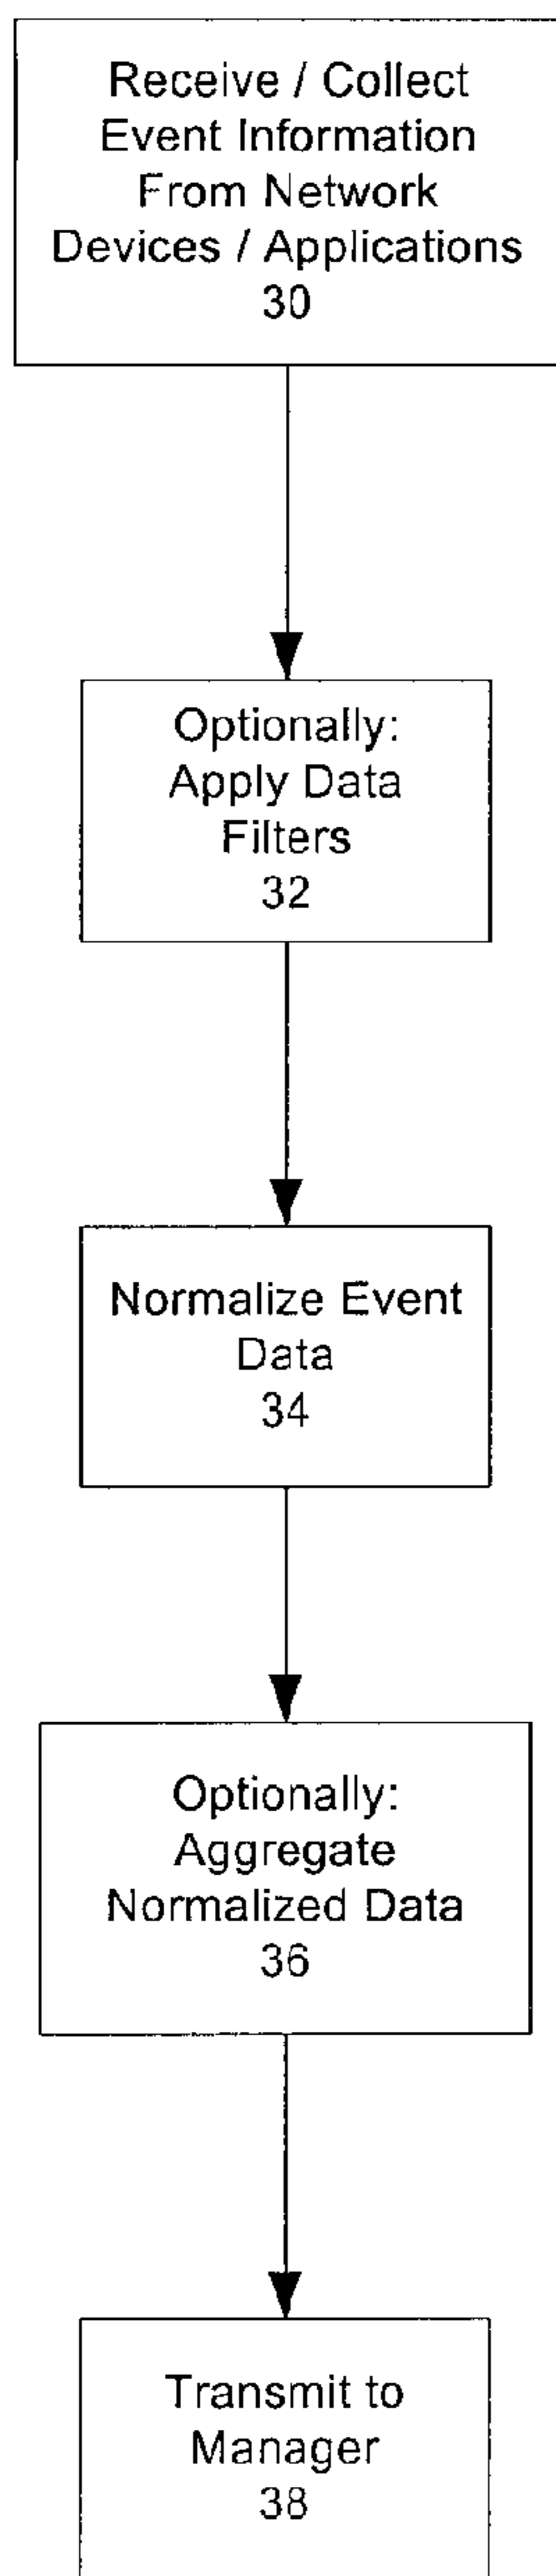 Receive / Collect
Event Information
From Network
Devices / Applications
30
Optionally:
Apply Data
Filters
32
Normalize Event
Data
34
Optionally:
Aggregate
Normalized Data
36
Transmit to
Manager
38